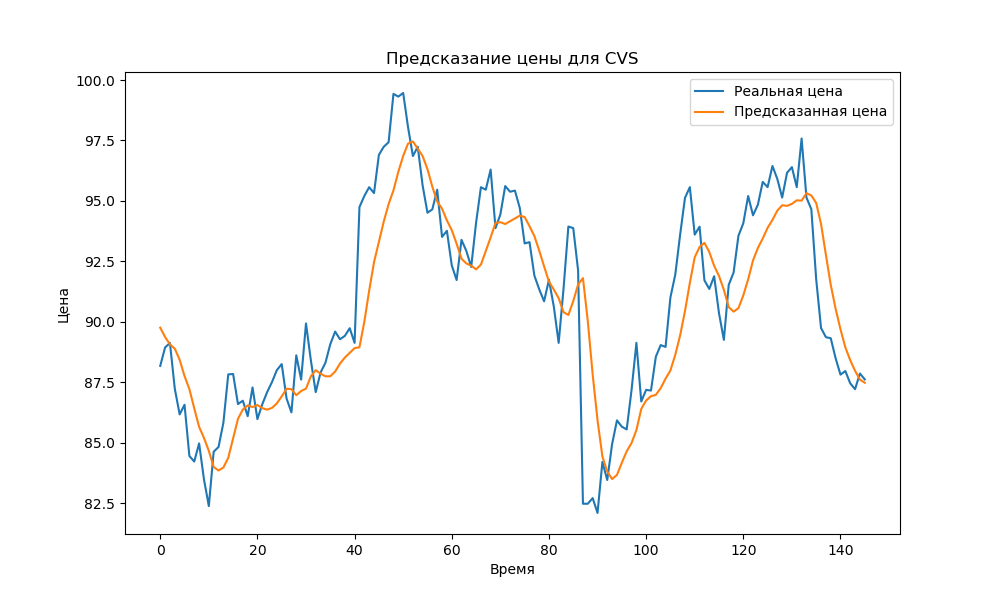 Предсказание цены для CVS
Реальная цена
Предсказанная цена
100.0
97.5
95.0
92.5
90.0
87.5
85.0
82.5
Цена
0 20 40 60 80 100 120 140
Время